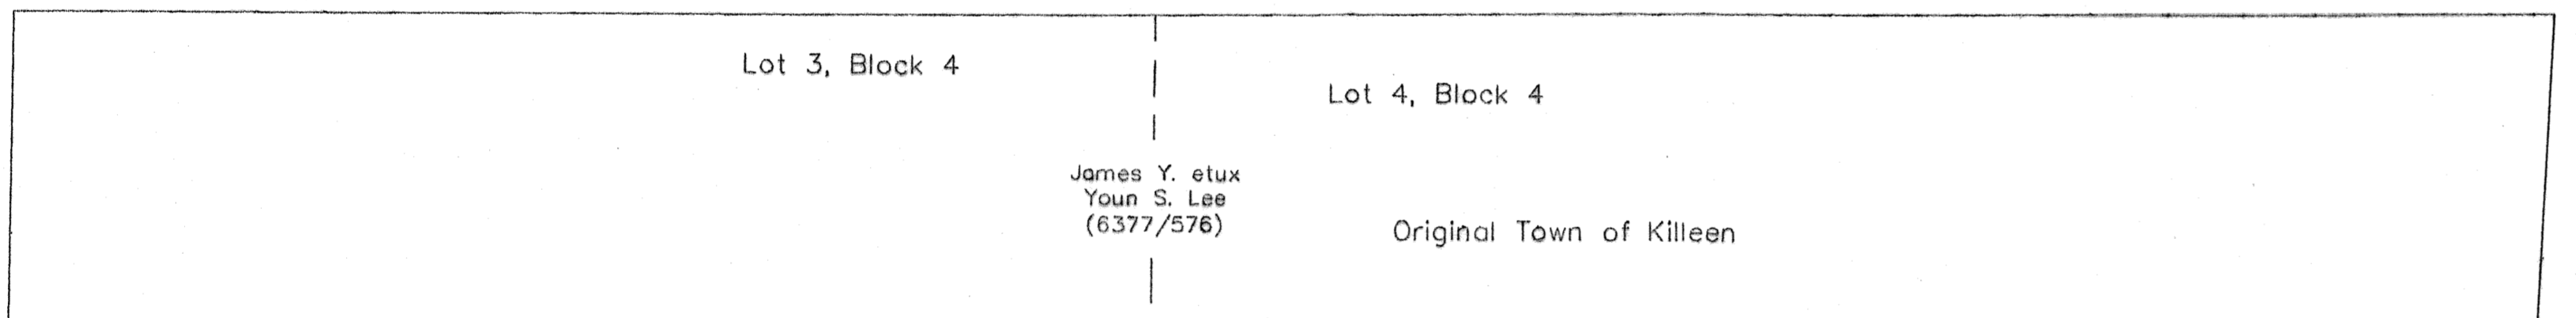 Lot 3, Block 4
Lot 4, Block 4
James Y. etux
Youn S. Lee
(6377/576)
Original Town of Killeen